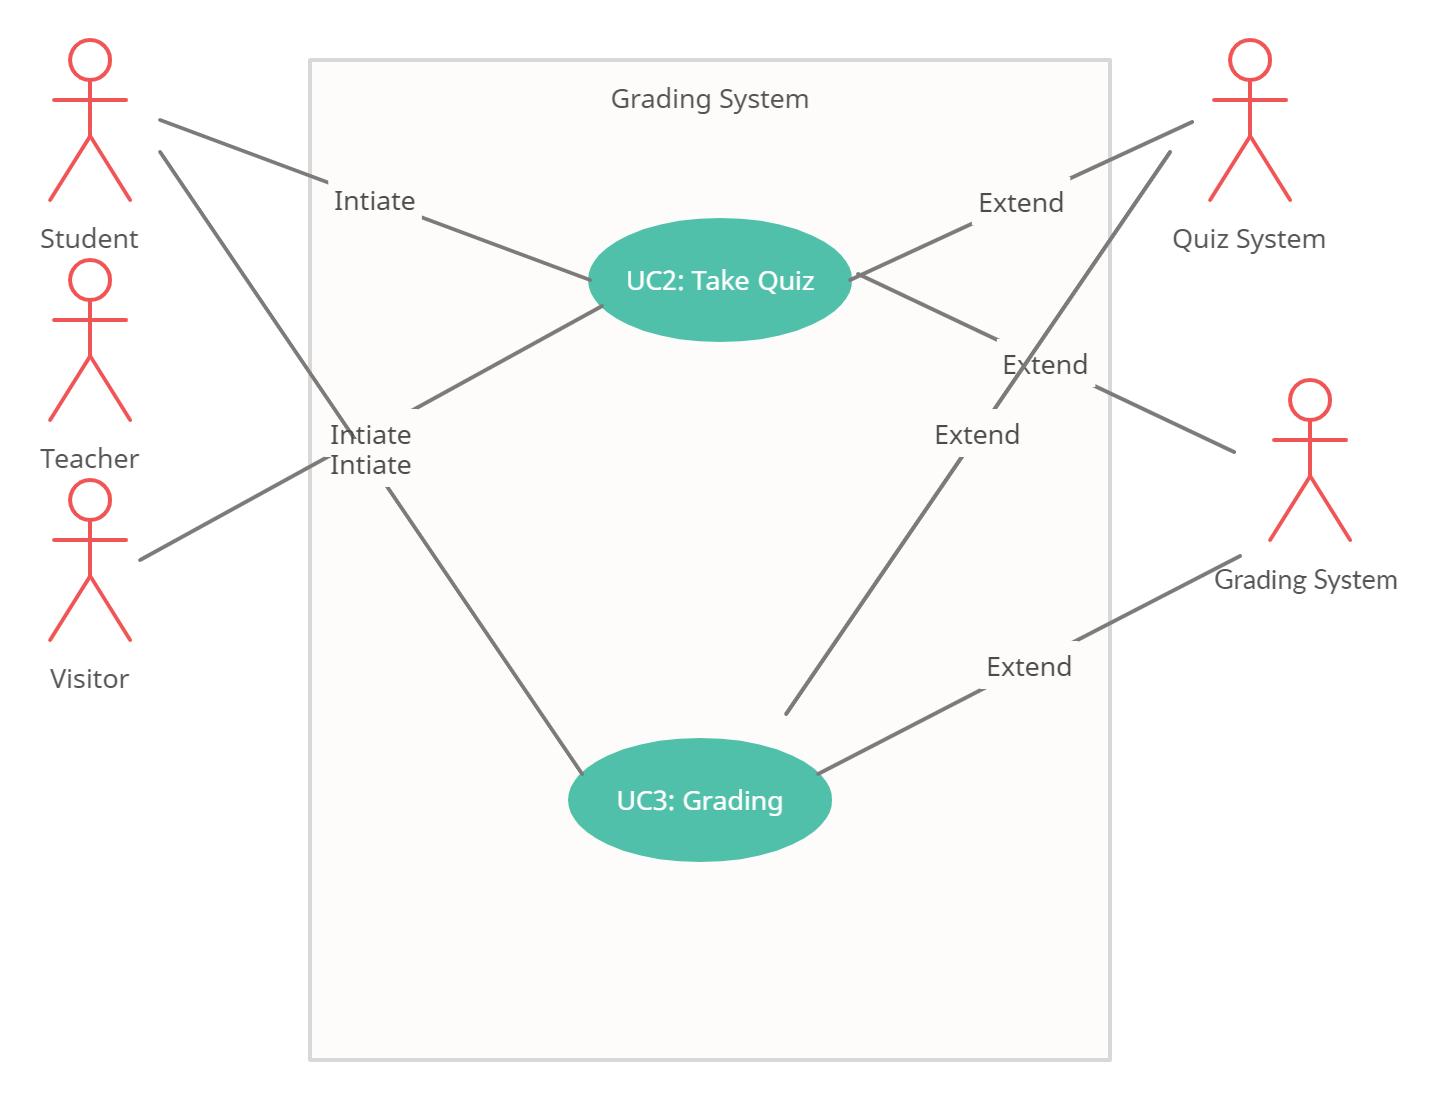 Grading System
Student
Intiate
Extend
Quiz System
UC2: Take Quiz
Teacher
Extend
Intiate
Extend
Intiate
Grading System
Visitor
Extend
UC3: Grading